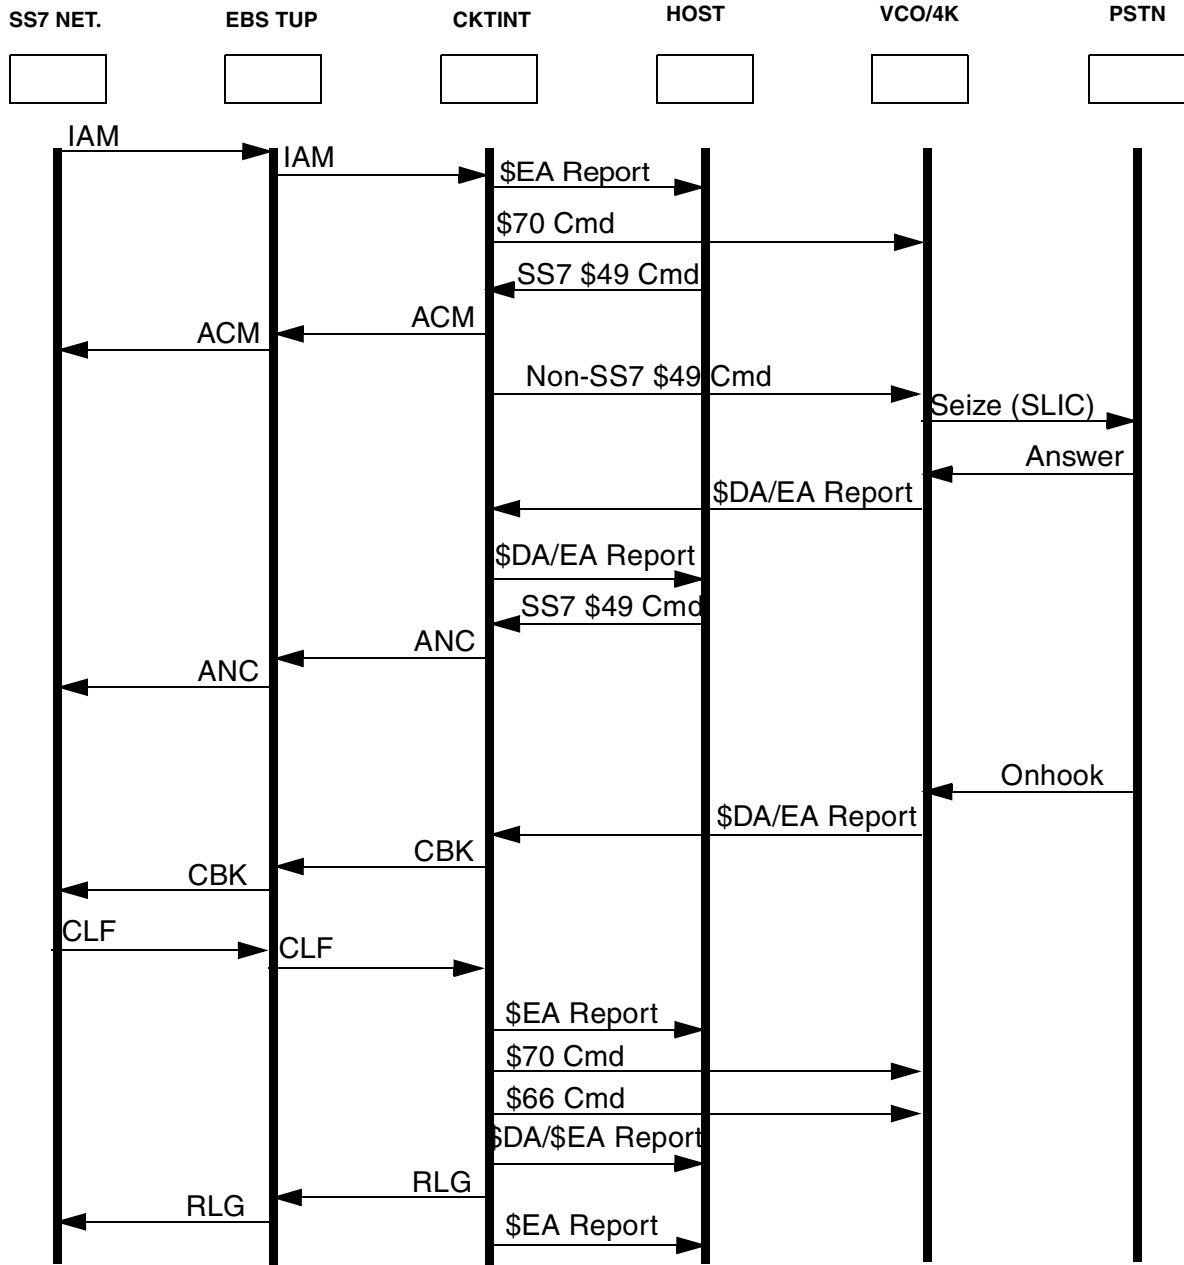 SS7 NET. EBS TUP CKTINT HOST VCO/4K PSTN
IAM
IAM
$EA Report
$70 Cmd
SS7 $49 Cmd
ACM
ACM
Non-SS7 $49 Cmd
Seize (SLIC)
Answer
$DA/EA Report
$DA/EA Report
SS7 $49 Cmd
ANC
ANC
Onhook
$DA/EA Report
CBK
CBK
CLF
CLF
$EA Report
$70 Cmd
$66 Cmd
$DA/$EA Report
RLG
RLG
$EA Report